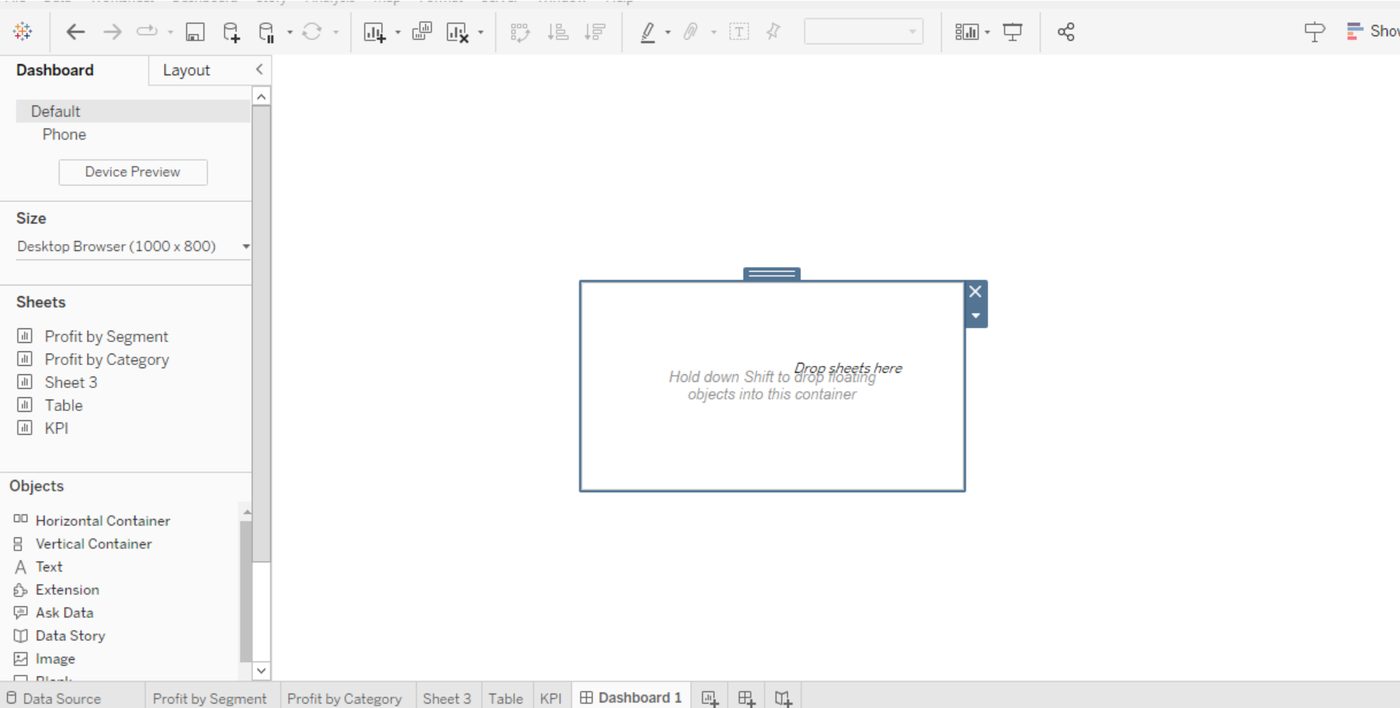 Dashboard
Layout
Default
Phone
Device Preview
Size
Desktop Browser (1000 x 800)
Sheets
Profit by Segment
Profit by Category
Sheet 3
Table
KPI
Objects
Horizontal Container
Vertical Container
Text
Extension
Ask Data
Data Story
Image
Drop sheets here
Hold down Shift to drop floating
objects into this container
Data Source
Profit by Segment
Profit by Category
Sheet 3
Table
KPI
Dashboard 1